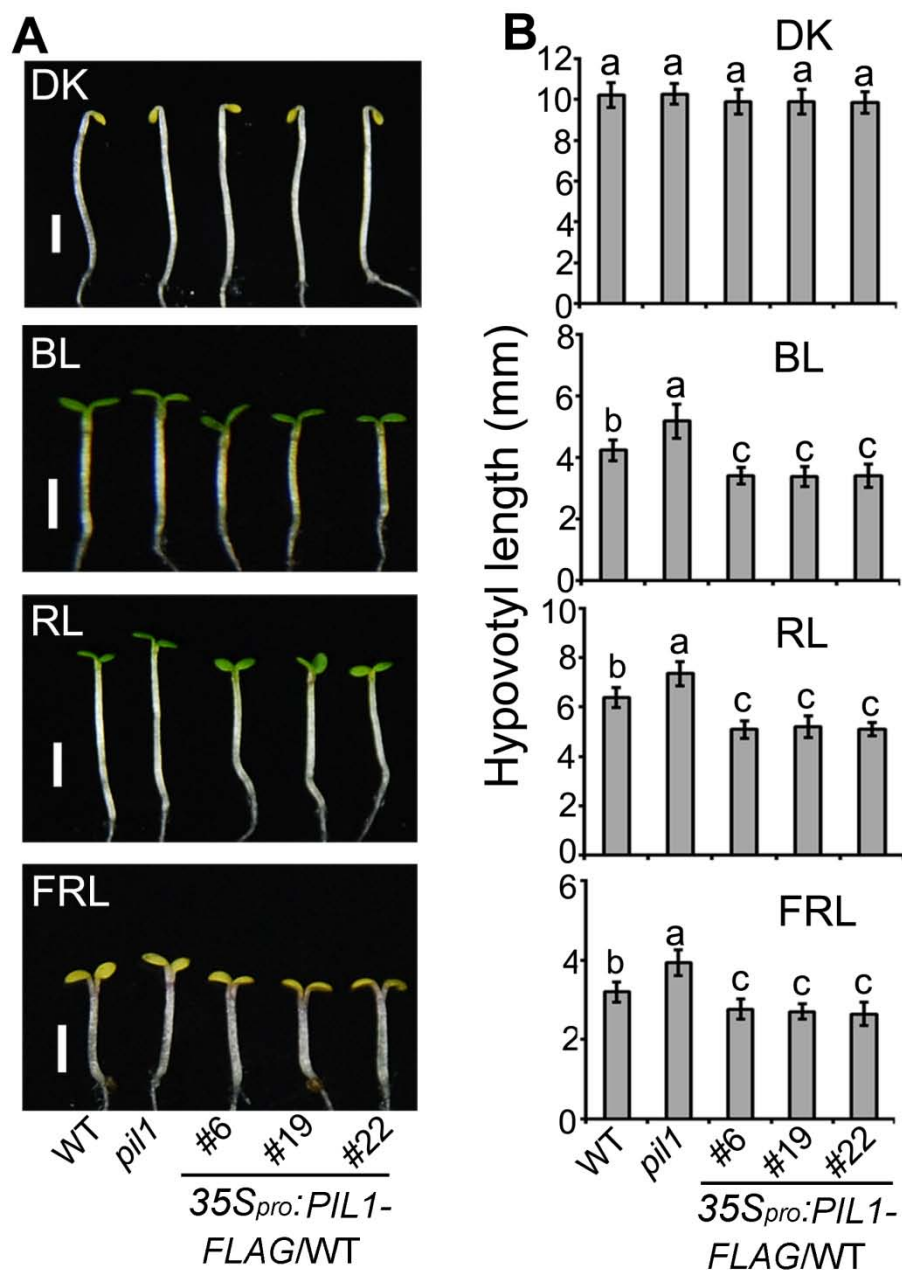 A
DK
BL
RL
FRL
WT pil1 #6 #19 #22
35Spro:PIL1-
FLAG/WT
B
Hypovotyl length (mm)
DK
12
10
8
6
4
2
0
a a a a a
BL
8
6
4
2
0
b a c c c
RL
10
8
6
4
2
0
b a c c c
FRL
6
4
2
0
b a c c c
WT pil1 #6 #19 #22
35Spro:PIL1-
FLAG/WT